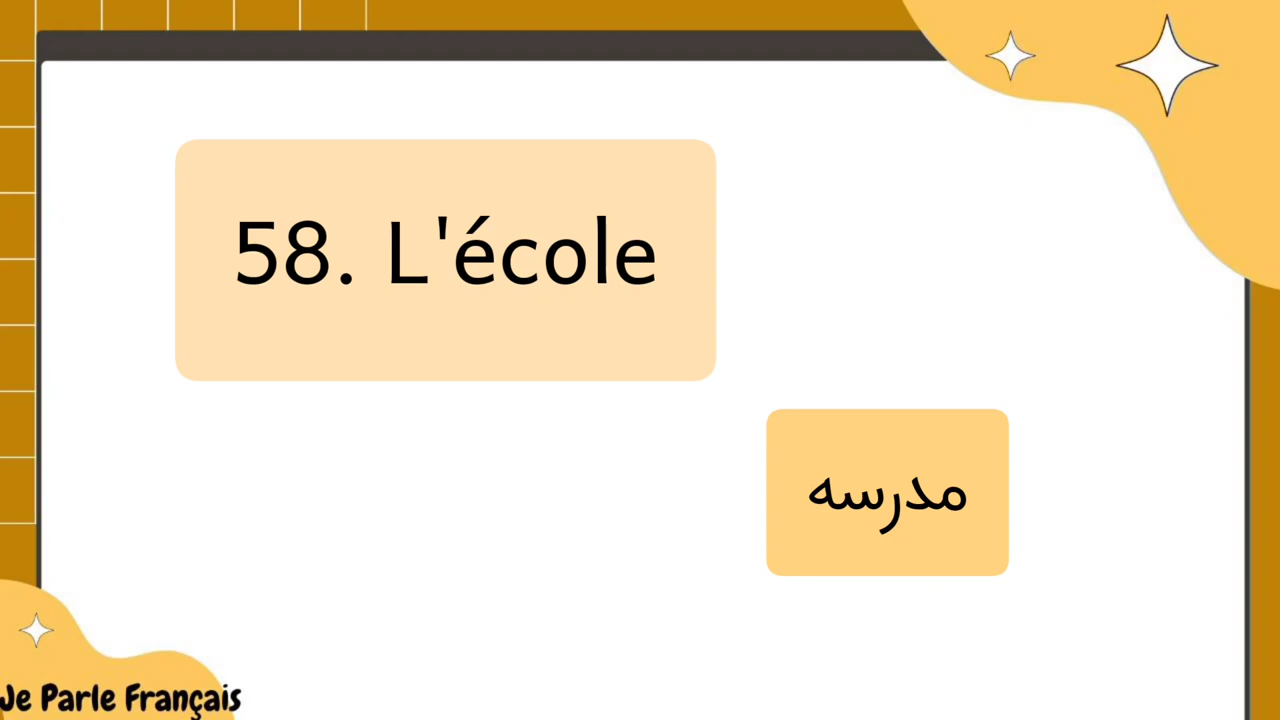 58. L'école
مدرسه
Je Parle Français